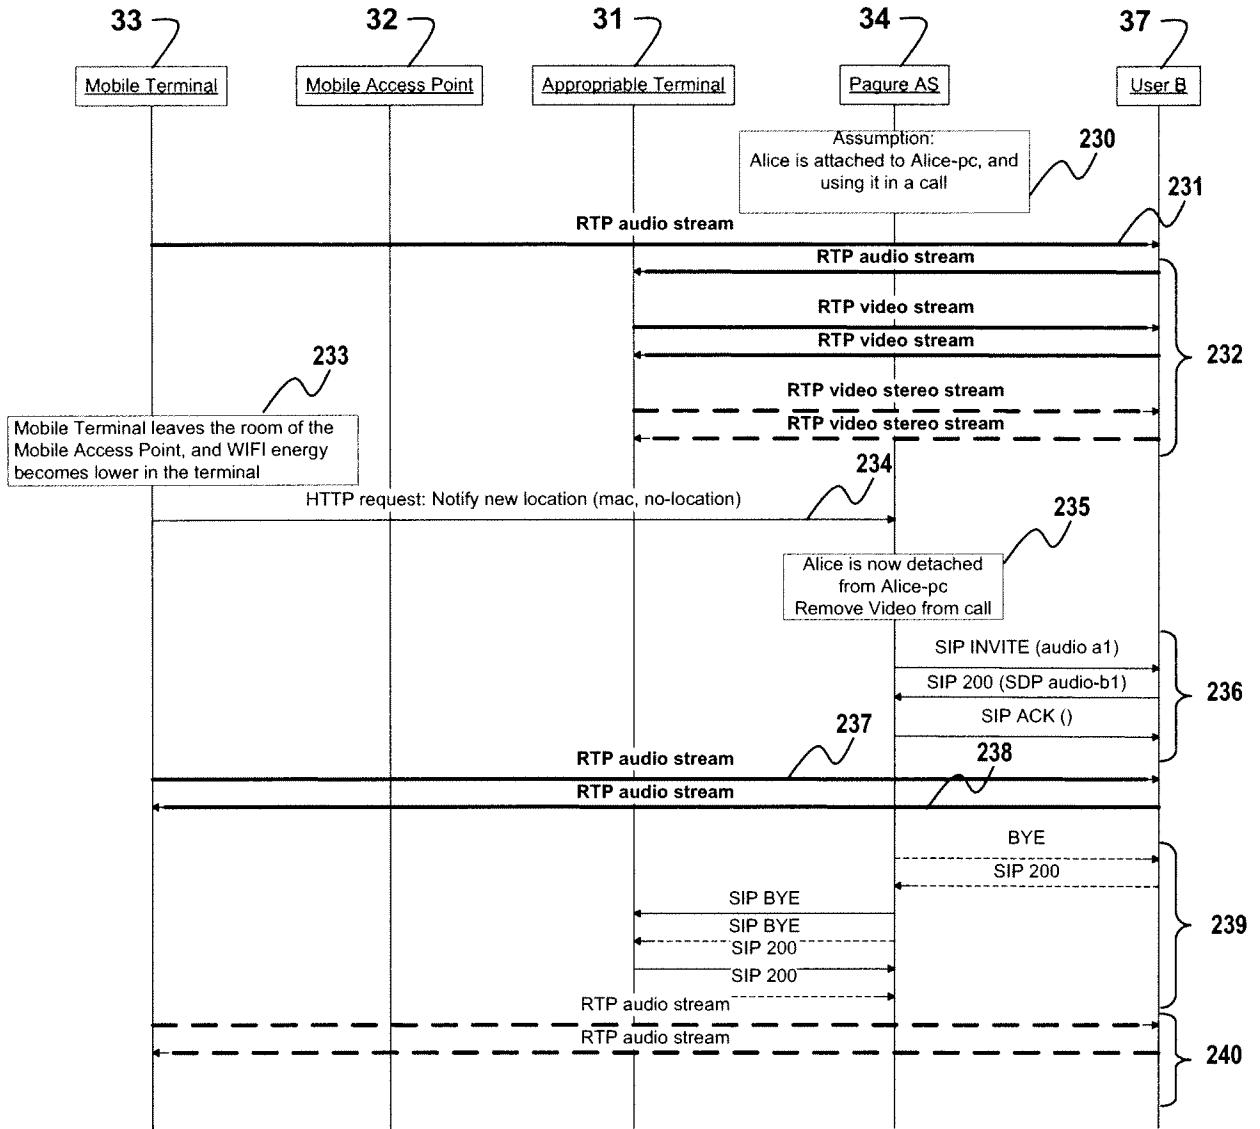 33
32
31
34
37
Mobile Terminal
Mobile Access Point
Appropriable Terminal
Pagure AS
User B
Assumption:
Alice is attached to Alice-pc, and
using it in a call
230
231
RTP audio stream
RTP audio stream
RTP video stream
RTP video stream
232
233
RTP video stereo stream
RTP video stereo stream
Mobile Terminal leaves the room of the
Mobile Access Point, and WIFI energy
becomes lower in the terminal
234
HTTP request: Notify new location (mac, no-location)
235
Alice is now detached
from Alice-pc
Remove Video from call
SIP INVITE (audio a1)
SIP 200 (SDP audio-b1)
236
SIP ACK ()
237
RTP audio stream
238
RTP audio stream
BYE
SIP 200
SIP BYE
SIP BYE
239
SIP 200
SIP 200
RTP audio stream
RTP audio stream
240